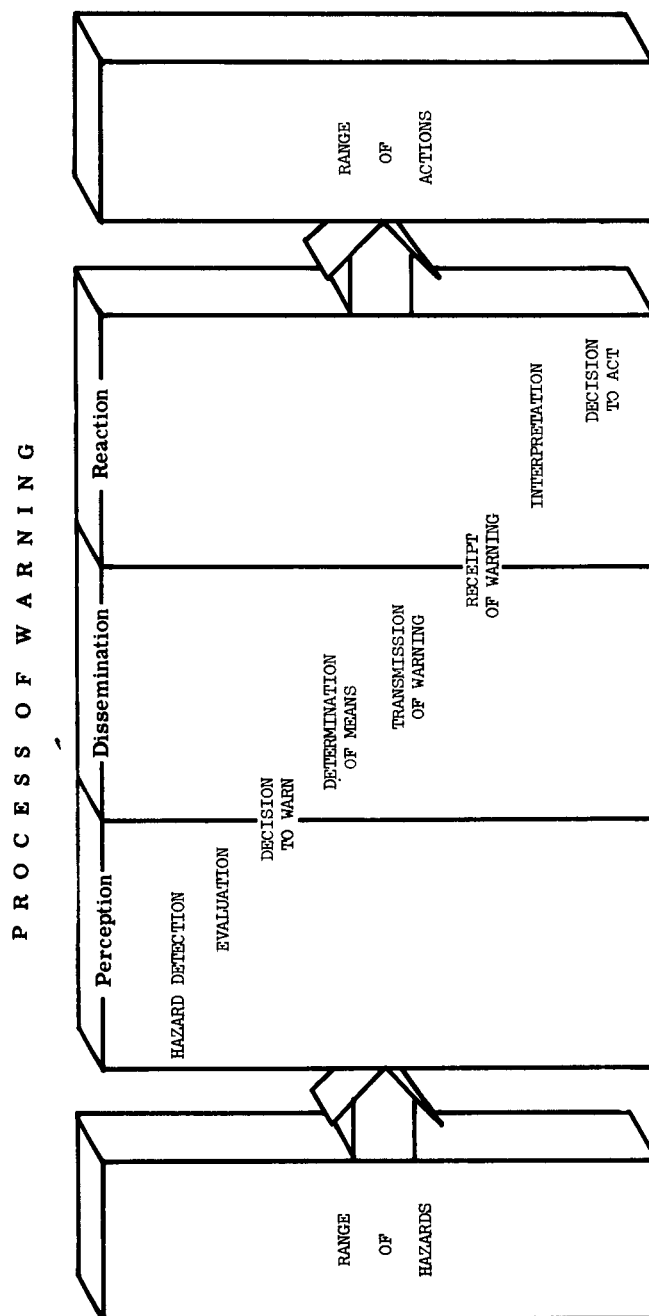 PROCESS OF WARNING
RANGE
OF
HAZARDS
Perception
HAZARD DETECTION
EVALUATION
DECISION
TO WARN
Dissemination
DETERMINATION
OF MEANS
TRANSMISSION
OF WARNING
RECEIPT
OF WARNING
Reaction
INTERPRETATION
DECISION
TO ACT
RANGE
OF
ACTIONS